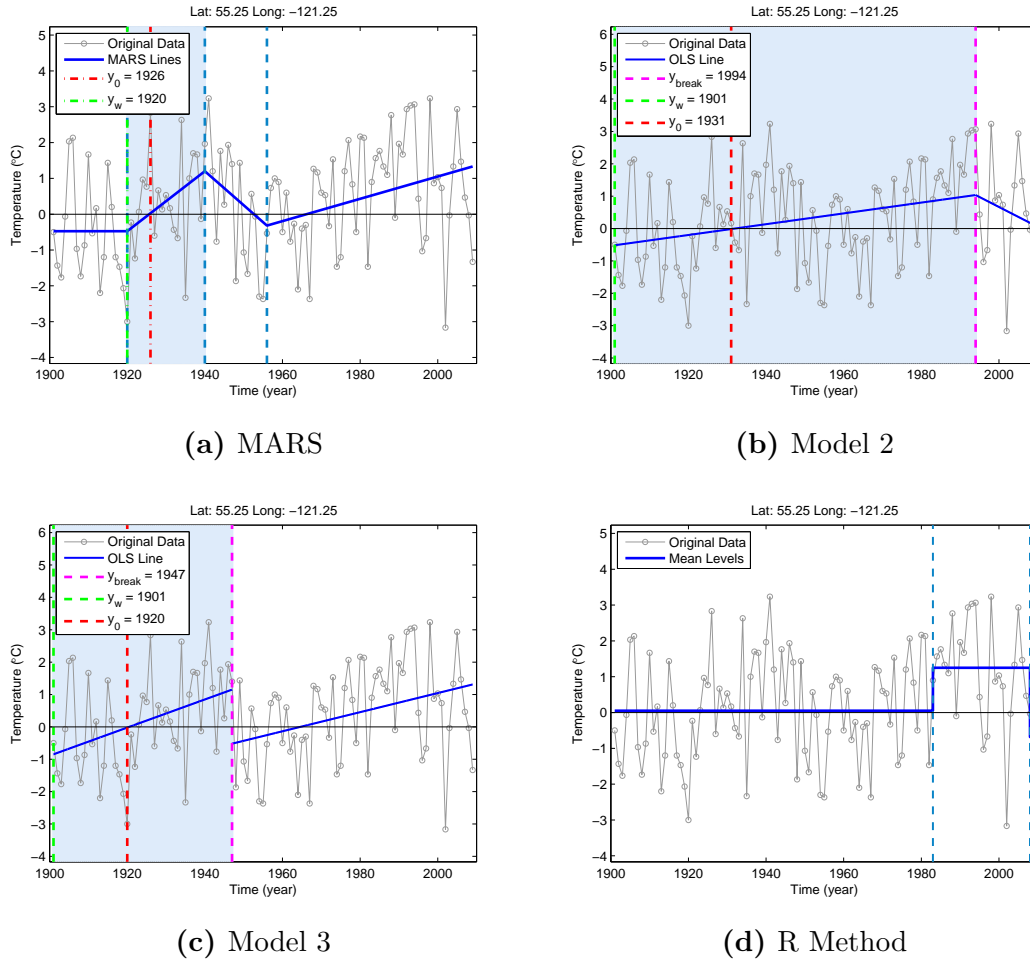 Lat: 55.25 Long: -121.25
Original Data
MARS Lines
y0 = 1926
yw = 1920
5
4
3
2
1
0
−1
−2
−3
−4
Temperature (°C)
1900 1920 1940 1960 1980 2000
Time (year)
(a) MARS
Lat: 55.25 Long: -121.25
Original Data
OLS Line
ybreak = 1994
yw = 1901
y0 = 1931
6
5
4
3
2
1
0
−1
−2
−3
−4
Temperature (°C)
1900 1920 1940 1960 1980 2000
Time (year)
(b) Model 2
Lat: 55.25 Long: -121.25
Original Data
OLS Line
ybreak = 1947
yw = 1901
y0 = 1920
6
5
4
3
2
1
0
−1
−2
−3
−4
Temperature (°C)
1900 1920 1940 1960 1980 2000
Time (year)
(c) Model 3
Lat: 55.25 Long: -121.25
Original Data
Mean Levels
5
4
3
2
1
0
−1
−2
−3
−4
Temperature (°C)
1900 1920 1940 1960 1980 2000
Time (year)
(d) R Method